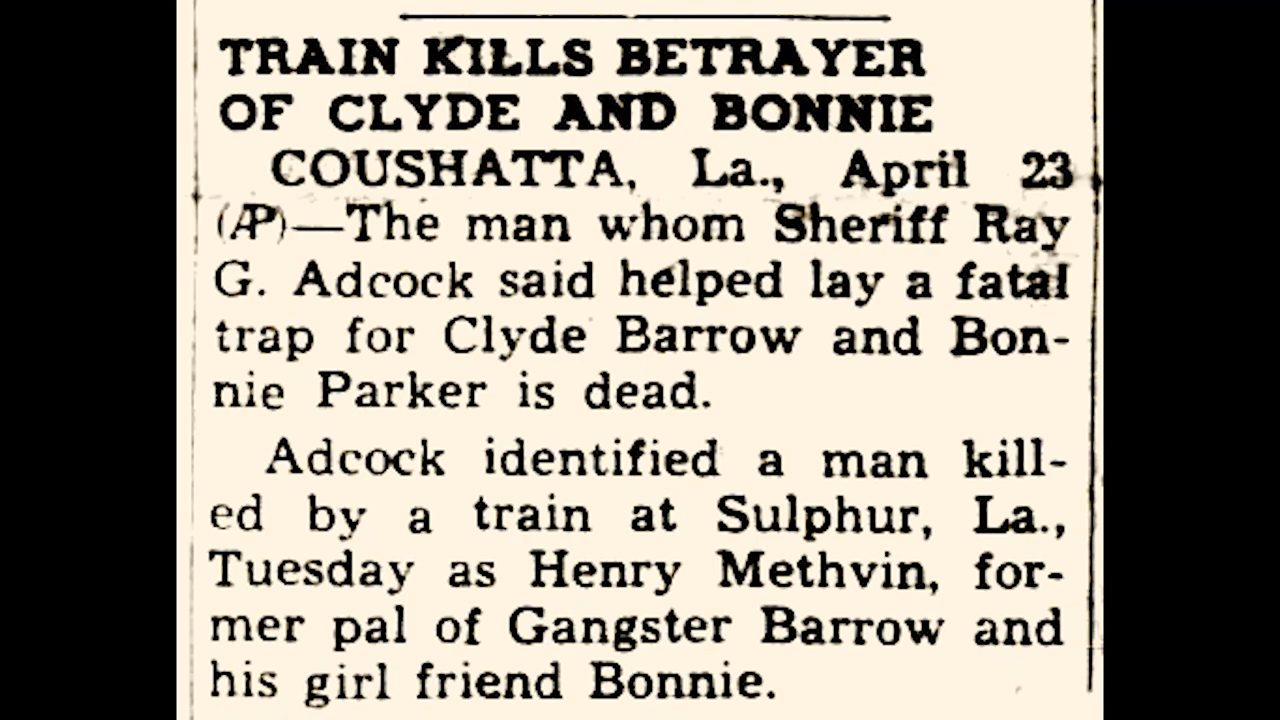 TRAIN KILLS BETRAYER
OF CLYDE AND BONNIE
COUSHATTA, La., April 23
(AP)—The man whom Sheriff Ray
G. Adcock said helped lay a fatal
trap for Clyde Barrow and Bon-
nie Parker is dead.
Adcock identified a man kill-
ed by a train at Sulphur, La.,
Tuesday as Henry Methvin, for-
mer pal of Gangster Barrow and
his girl friend Bonnie.